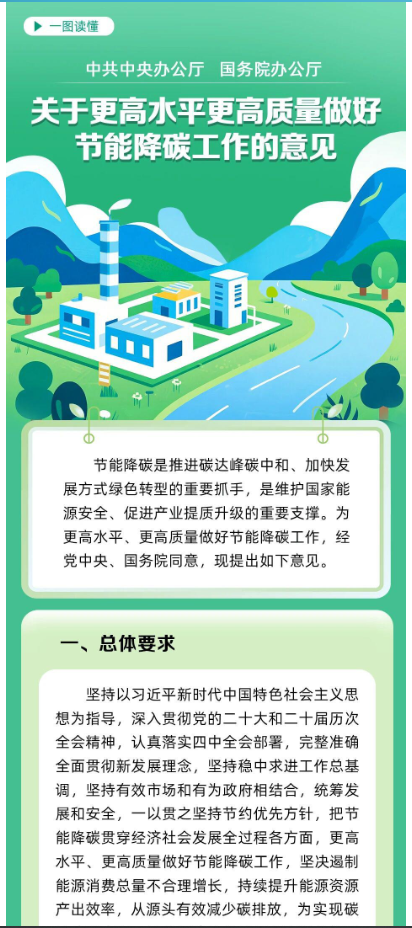 一图读懂
中共中央办公厅 国务院办公厅
关于更高水平更高质量做好
节能降碳工作的意见
节能降碳是推进碳达峰碳中和、加快发
展方式绿色转型的重要抓手，是维护国家能
源安全、促进产业提质升级的重要支撑。为
更高水平、更高质量做好节能降碳工作，经
党中央、国务院同意，现提出如下意见。
一、总体要求
坚持以习近平新时代中国特色社会主义思
想为指导，深入贯彻党的二十大和二十届历次
全会精神，认真落实四中全会部署，完整准确
全面贯彻新发展理念，坚持稳中求进工作总基
调，坚持有效市场和有为政府相结合，统筹发
展和安全，一以贯之坚持节约优先方针，把节
能降碳贯穿经济社会发展全过程各方面，更高
水平、更高质量做好节能降碳工作，坚决遏制
能源消费总量不合理增长，持续提升能源资源
产出效率，从源头有效减少碳排放，为实现碳